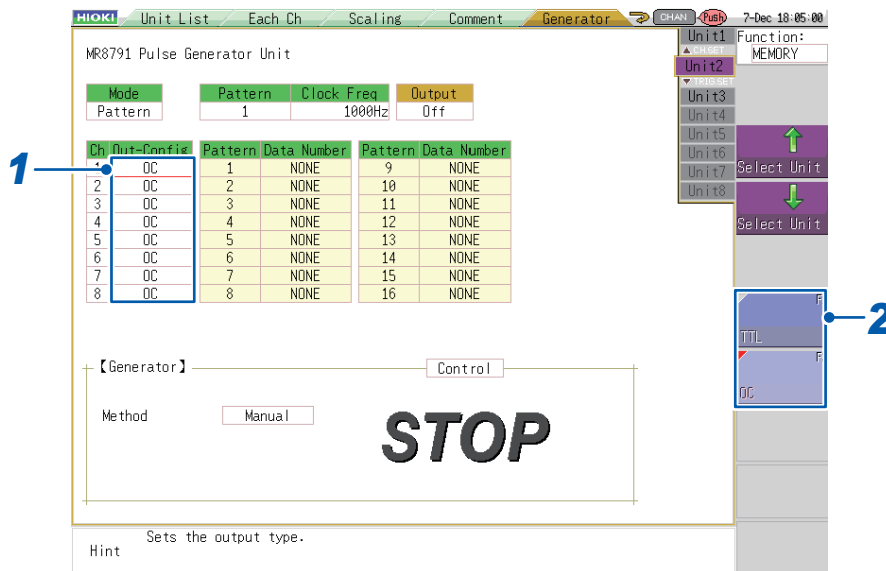 HIOKI Unit List Each Ch Scaling Comment Generator CHAN Push 7-Dec 18:05:00
Unit1
▲CHSET
Unit2
▼TRIGSET
Unit3
Unit4
Unit5
Unit6
Unit7
Unit8
Function:
MEMORY
MR8791 Pulse Generator Unit
Mode Pattern Clock Freq Output
Pattern 1 1000Hz Off
Ch Out-Config Pattern Data Number Pattern Data Number
1 OC 1 NONE 9 NONE
2 OC 2 NONE 10 NONE
3 OC 3 NONE 11 NONE
4 OC 4 NONE 12 NONE
5 OC 5 NONE 13 NONE
6 OC 6 NONE 14 NONE
7 OC 7 NONE 15 NONE
8 OC 8 NONE 16 NONE
1
Select Unit
Select Unit
F
TTL
F
OC
2
【Generator】 Control
Method Manual
STOP
Sets the output type.
Hint